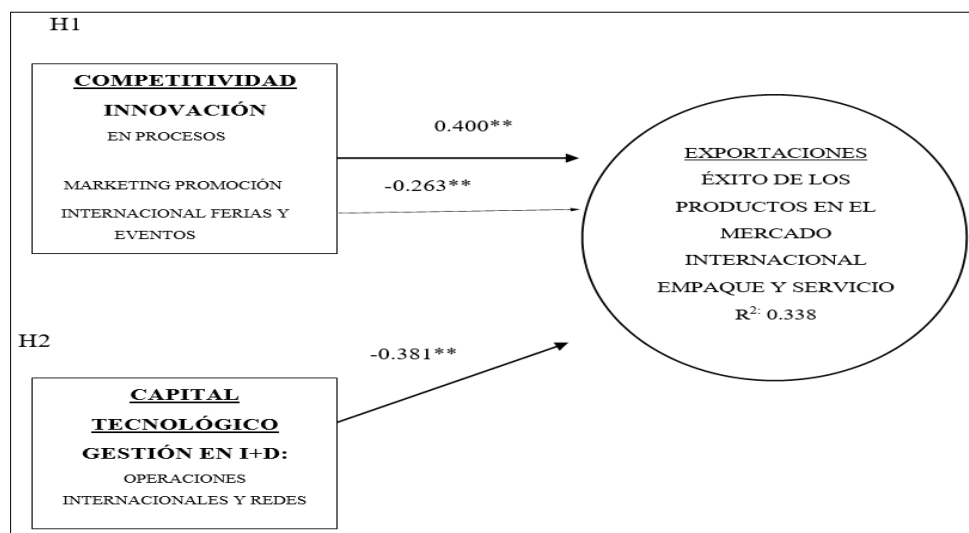 H1
COMPETITIVIDAD
INNOVACIÓN
EN PROCESOS
MARKETING PROMOCIÓN
INTERNACIONAL FERIAS Y
EVENTOS
0.400**
-0.263**
EXPORTACIONES
ÉXITO DE LOS
PRODUCTOS EN EL
MERCADO
INTERNACIONAL
EMPAQUE Y SERVICIO
R²: 0.338
H2
-0.381**
CAPITAL
TECNOLÓGICO
GESTIÓN EN I+D:
OPERACIONES
INTERNACIONALES Y REDES